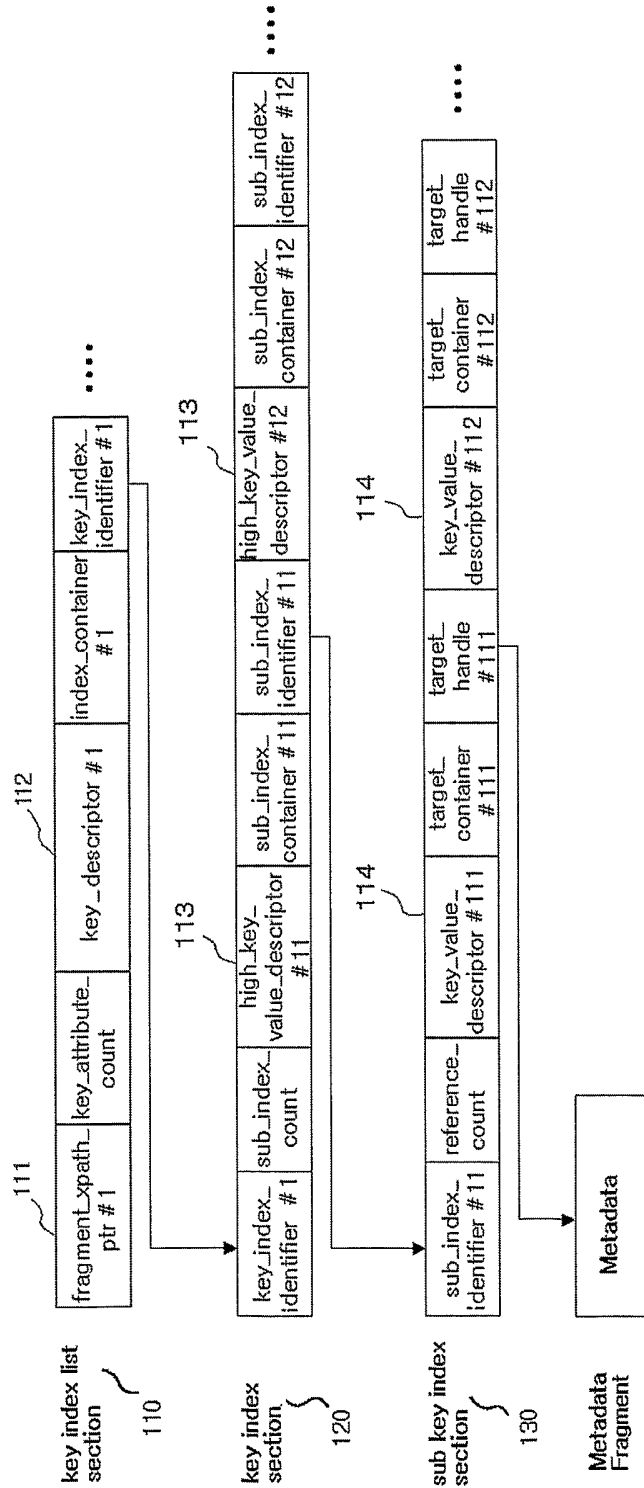 key index list
section
110
111
fragment_xpath_
ptr #1
key_attribute_
count
112
key_descriptor #1
index_container
#1
key_index_
identifier #1
••••
key index
section
120
key_index_
identifier #1
sub_index_
count
113
high_key_
value_descriptor
#11
sub_index_
container #11
sub_index_
identifier #11
113
high_key_value_
descriptor #12
sub_index_
container #12
sub_index_
identifier #12
••••
sub key index
section
130
sub_index_
identifier #11
reference_
count
114
key_value_
descriptor #111
target_
container
#111
target_
handle
#111
114
key_value_
descriptor #112
target_
container
#112
target_
handle
#112
••••
Metadata
Fragment
Metadata